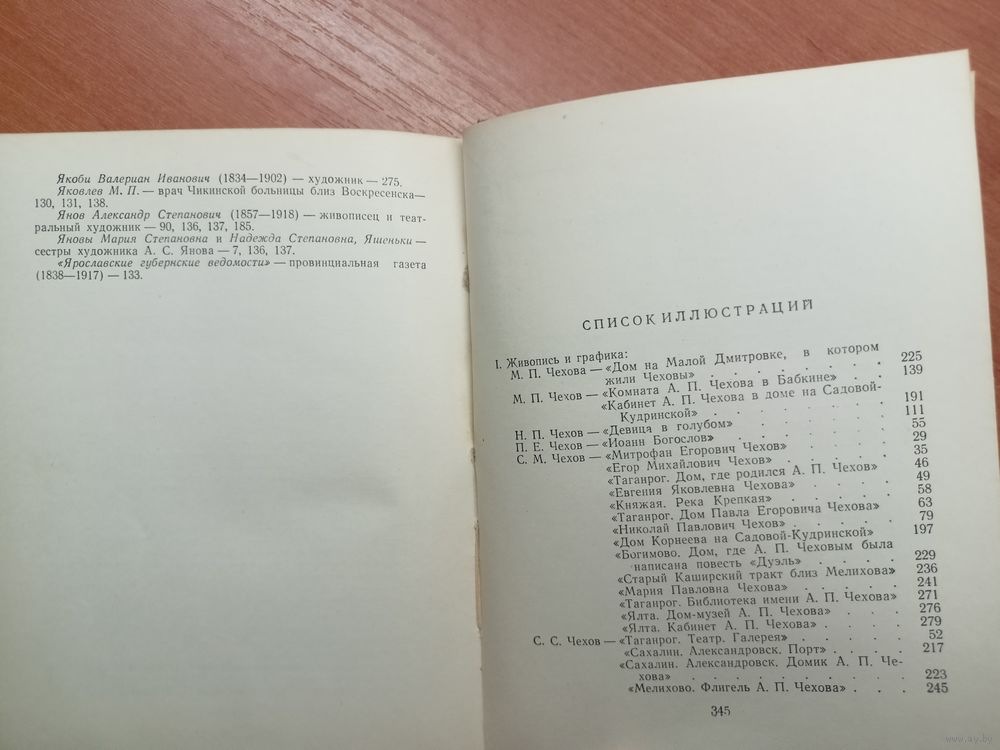 Якоби Валериан Иванович (1834—1902) — художник — 275.
Яковлев М. П. — врач Чикинской больницы близ Воскресенска—
130, 131, 138.
Янов Александр Степанович (1857—1918) — живописец и теат-
ральный художник — 90, 136, 137, 185.
Яновы Мария Степановна и Надежда Степановна, Яшеньки —
сестры художника А. С. Янова — 7, 136, 137.
«Ярославские губернские ведомости» — провинциальная газета
(1838—1917) — 133.
СПИСОК ИЛЛЮСТРАЦИЙ
I. Живопись и графика:
М. П. Чехова — «Дом на Малой Дмитровке, в котором
жили Чеховы» . . . . . . . 225
М. П. Чехов — «Комната А. П. Чехова в Бабкине» . . 139
«Кабинет А. П. Чехова в доме на Садовой-
Кудринской» . . . . . . . 191
Н. П. Чехов — «Девица в голубом» . . . . . . 111
П. Е. Чехов — «Иоанн Богослов» . . . . . . 55
С. М. Чехов — «Митрофан Егорович Чехов» . . . . 29
«Егор Михайлович Чехов» . . . . . 35
«Таганрог. Дом, где родился А. П. Чехов» 46
«Евгения Яковлевна Чехова» . . . . 49
«Княжая. Река Крепкая» . . . . . 58
«Таганрог. Дом Павла Егоровича Чехова» 63
«Николай Павлович Чехов» . . . . . 79
«Дом Корнеева на Садовой-Кудринской» 197
«Богимово. Дом, где А. П. Чеховым была
написана повесть «Дуэль» . . . . 229
«Старый Каширский тракт близ Мелихова» 236
«Мария Павловна Чехова» . . . . . 241
«Таганрог. Библиотека имени А. П. Чехова» 271
«Ялта. Дом-музей А. П. Чехова» . . . 276
«Ялта. Кабинет А. П. Чехова» . . . . 279
С. С. Чехов — «Таганрог. Театр. Галерея» . . . . 52
«Сахалин. Александровск. Порт» . . . . 217
«Сахалин. Александровск. Домик А. П. Че-
хова» . . . . . . . . . 223
«Мелихово. Флигель А. П. Чехова» . . . 245
345
www.ay.by